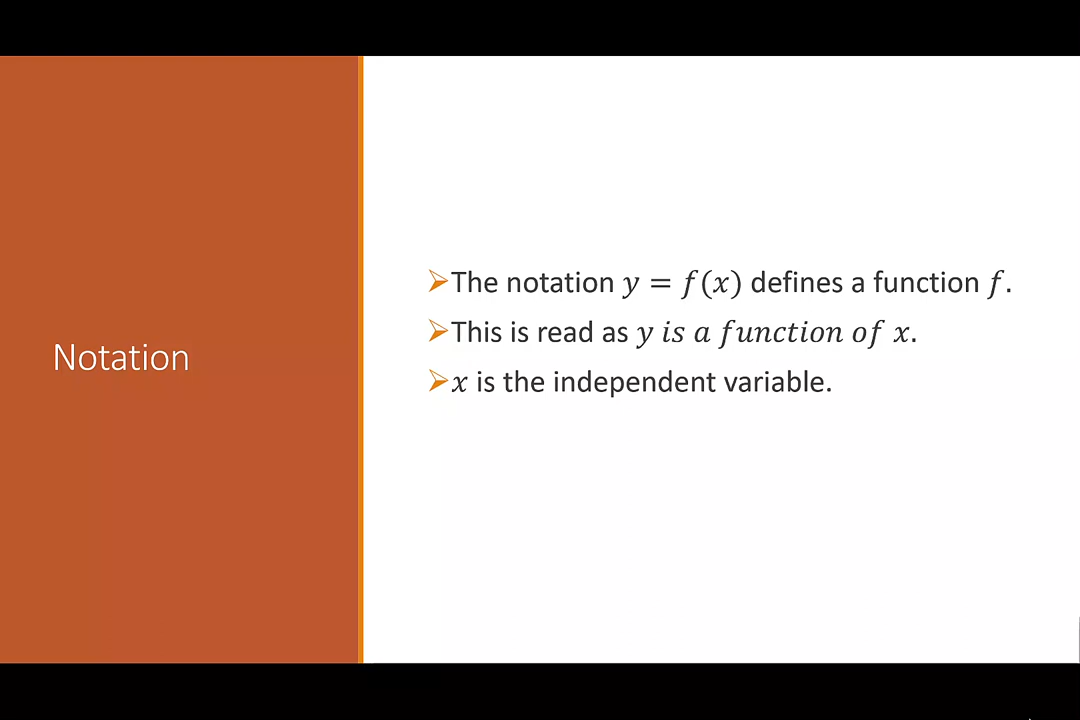 Notation
➢The notation y = f(x) defines a function f.
➢This is read as y is a function of x.
➢x is the independent variable.